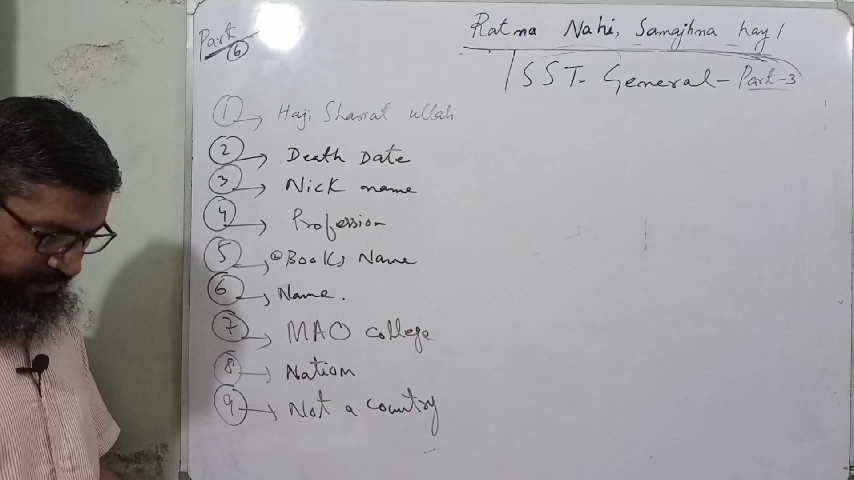 Part
6
Ratna Nahi, Samajhna hay!
SST- General - Part-3
1 → Haji Shariat ullah
2 → Death Date
3 → Nick name
4 → Profession
5 → Books Name
6 → Name.
7 → MAO college
8 → Nation
9 → Not a country